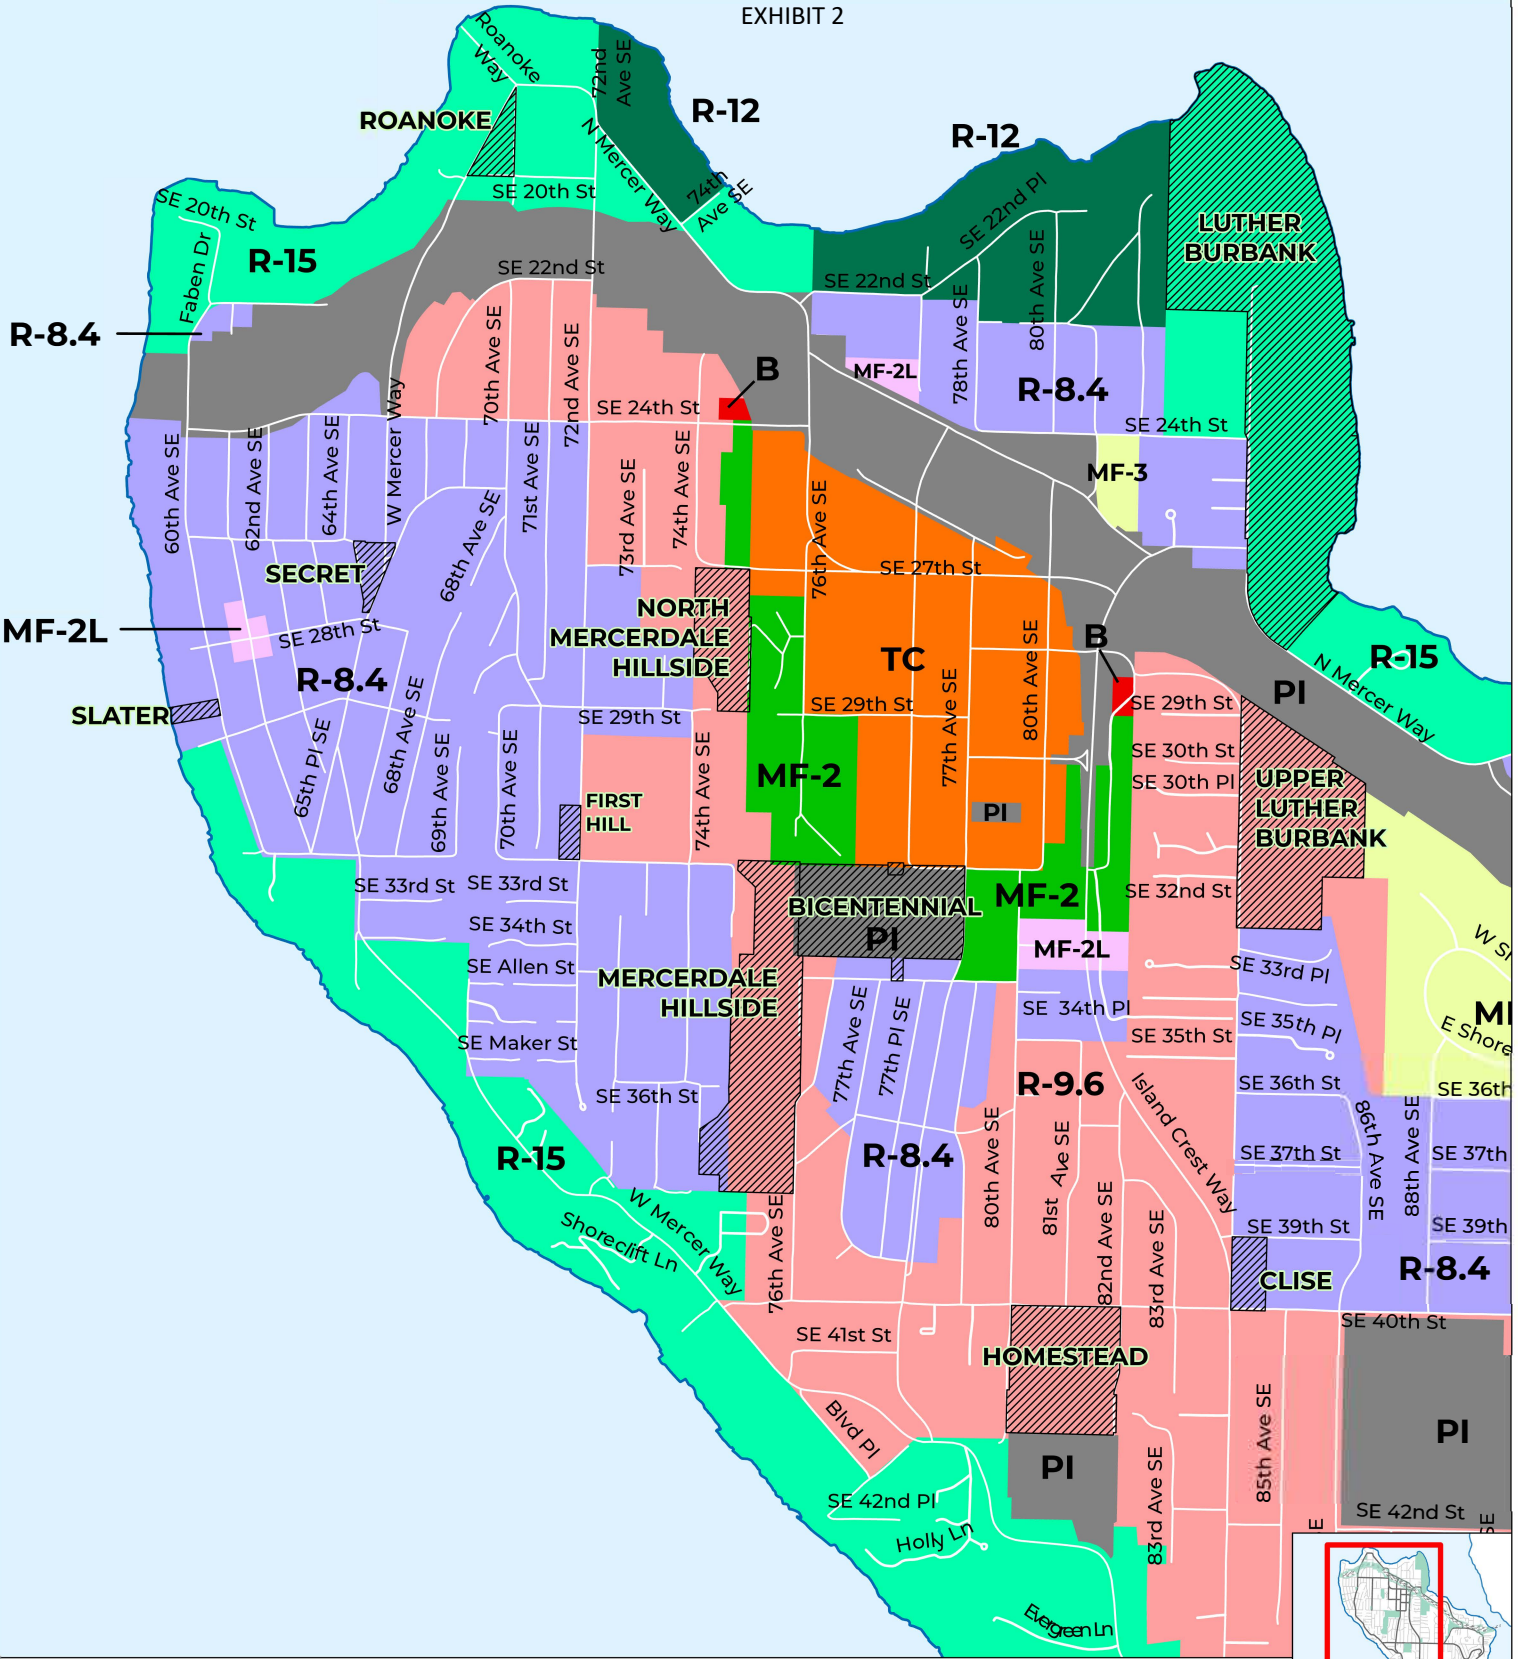 EXHIBIT 2
Roanoke
Way
72nd
Ave SE
R-12
ROANOKE
R-12
N Mercer Way
74th
Ave SE
SE 20th St
SE 20th St
SE 22nd Pl
LUTHER
BURBANK
Faben Dr
R-15
SE 22nd St
SE 22nd St
80th Ave SE
78th Ave SE
R-8.4
70th Ave SE
72nd Ave SE
B
MF-2L
R-8.4
W Mercer Way
SE 24th St
SE 24th St
60th Ave SE
62nd Ave SE
64th Ave SE
71st Ave SE
73rd Ave SE
74th Ave SE
MF-3
76th Ave SE
68th Ave SE
SECRET
SE 27th St
NORTH
MERCERDALE
HILLSIDE
MF-2L
SE 28th St
B
R-8.4
TC
80th Ave SE
R-15
N Mercer Way
PI
SLATER
SE 29th St
SE 29th St
SE 29th St
77th Ave SE
65th Pl SE
68th Ave SE
69th Ave SE
70th Ave SE
74th Ave SE
SE 30th St
MF-2
SE 30th Pl
UPPER
LUTHER
BURBANK
FIRST
HILL
PI
SE 33rd St
SE 33rd St
MF-2
SE 32nd St
BICENTENNIAL
PI
SE 34th St
MF-2L
SE Allen St
MERCERDALE
HILLSIDE
SE 33rd Pl
W Sh
SE 34th Pl
77th Ave SE
77th Pl SE
SE 35th Pl
MF
E Shore
SE 35th St
SE Maker St
R-9.6
Island Crest Way
SE 36th St
SE 36th
SE 36th St
86th Ave SE
88th Ave SE
80th Ave SE
81st Ave SE
R-15
R-8.4
SE 37th St
SE 37th
W Mercer Way
Shoreclift Ln
76th Ave SE
82nd Ave SE
83rd Ave SE
SE 39th St
SE 39th
CLISE
R-8.4
SE 40th St
SE 41st St
HOMESTEAD
Blvd Pl
85th Ave SE
PI
PI
83rd Ave SE
SE 42nd Pl
SE 42nd St
Holly Ln
E
SE
Evergreen Ln